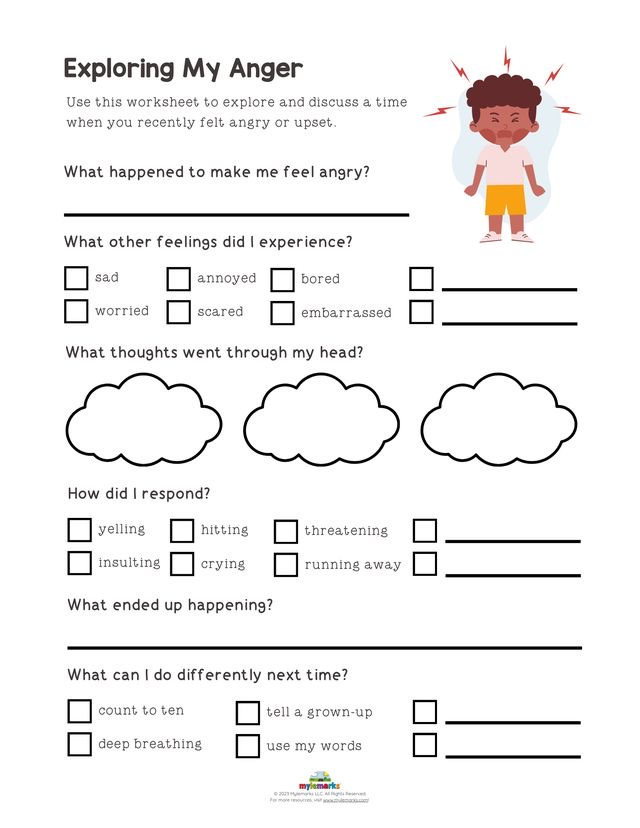 Exploring My Anger
Use this worksheet to explore and discuss a time
when you recently felt angry or upset.
What happened to make me feel angry?
What other feelings did I experience?
sad annoyed bored
worried scared embarrassed
What thoughts went through my head?
How did I respond?
yelling hitting threatening
insulting crying running away
What ended up happening?
What can I do differently next time?
count to ten tell a grown-up
deep breathing use my words
mylemarks
© 2023 Mylemarks LLC. All Rights Reserved.
For more resources, visit www.mylemarks.com!